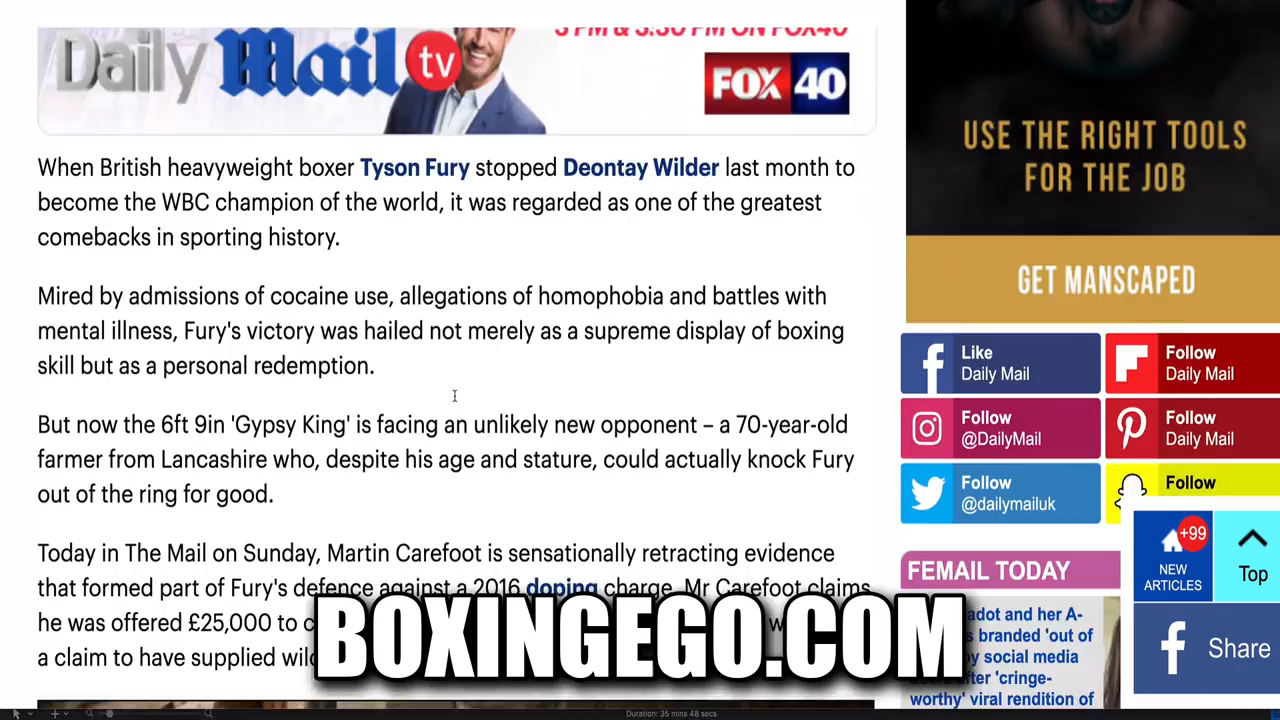 Daily Mail tv
3 PM & 3:30 PM ON FOX40
FOX 40
When British heavyweight boxer Tyson Fury stopped Deontay Wilder last month to
become the WBC champion of the world, it was regarded as one of the greatest
comebacks in sporting history.
Mired by admissions of cocaine use, allegations of homophobia and battles with
mental illness, Fury's victory was hailed not merely as a supreme display of boxing
skill but as a personal redemption.
But now the 6ft 9in 'Gypsy King' is facing an unlikely new opponent – a 70-year-old
farmer from Lancashire who, despite his age and stature, could actually knock Fury
out of the ring for good.
Today in The Mail on Sunday, Martin Carefoot is sensationally retracting evidence
that formed part of Fury's defence against a 2016 doping charge. Mr Carefoot claims
he was offered £25,000 to
a claim to have supplied
BOXINGEGO.COM
USE THE RIGHT TOOLS
FOR THE JOB
GET MANSCAPED
Like
Daily Mail
Follow
Daily Mail
Follow
@DailyMail
Follow
Daily Mail
Follow
@dailymailuk
Follow
+99
NEW
ARTICLES
Top
Share
FEMAIL TODAY
and her A-
branded 'out of
by social media
after 'cringe-
worthy' viral rendition of
Duration: 35 mins 48 secs